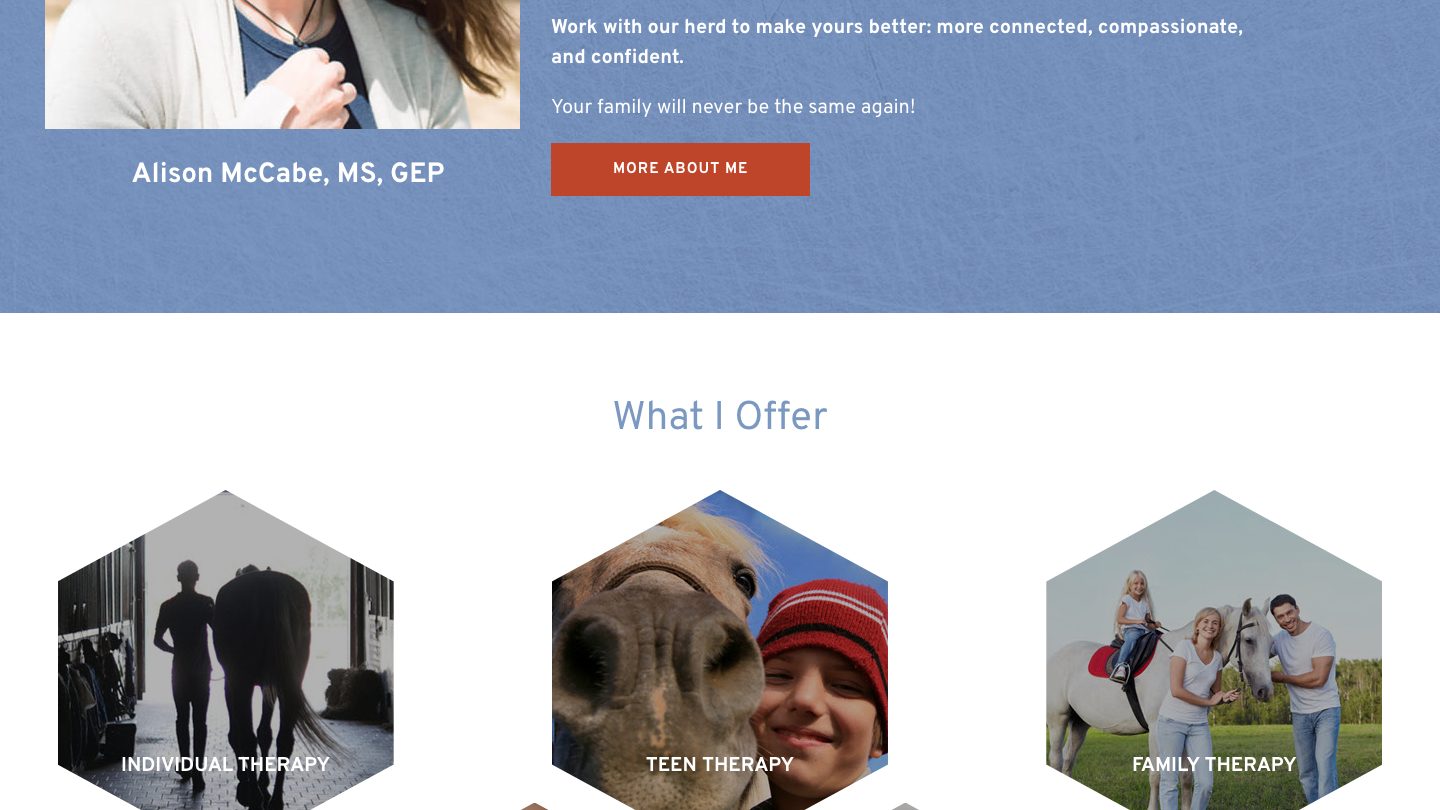 Work with our herd to make yours better: more connected, compassionate,
and confident.
Your family will never be the same again!
MORE ABOUT ME
Alison McCabe, MS, GEP
What I Offer
INDIVIDUAL THERAPY
TEEN THERAPY
FAMILY THERAPY